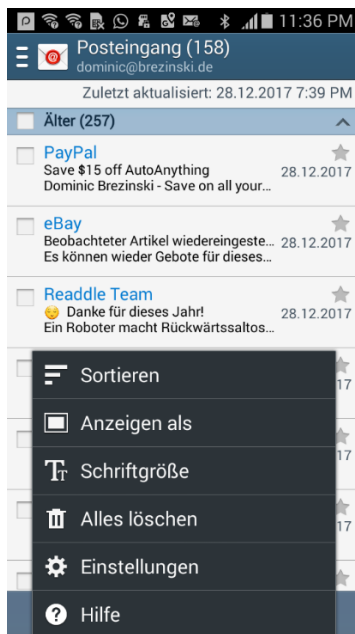 11:36 PM
Posteingang (158)
dominic@brezinski.de
Zuletzt aktualisiert: 28.12.2017 7:39 PM
Älter (257)
PayPal
Save $15 off AutoAnything
28.12.2017
Dominic Brezinski - Save on all your...
eBay
Beobachteter Artikel wiedereingeste...
28.12.2017
Es können wieder Gebote für dieses...
Readdle Team
😌 Danke für dieses Jahr!
28.12.2017
Ein Roboter macht Rückwärtssaltos...
Sortieren
17
Anzeigen als
17
Schriftgröße
Alles löschen
17
Einstellungen
Hilfe